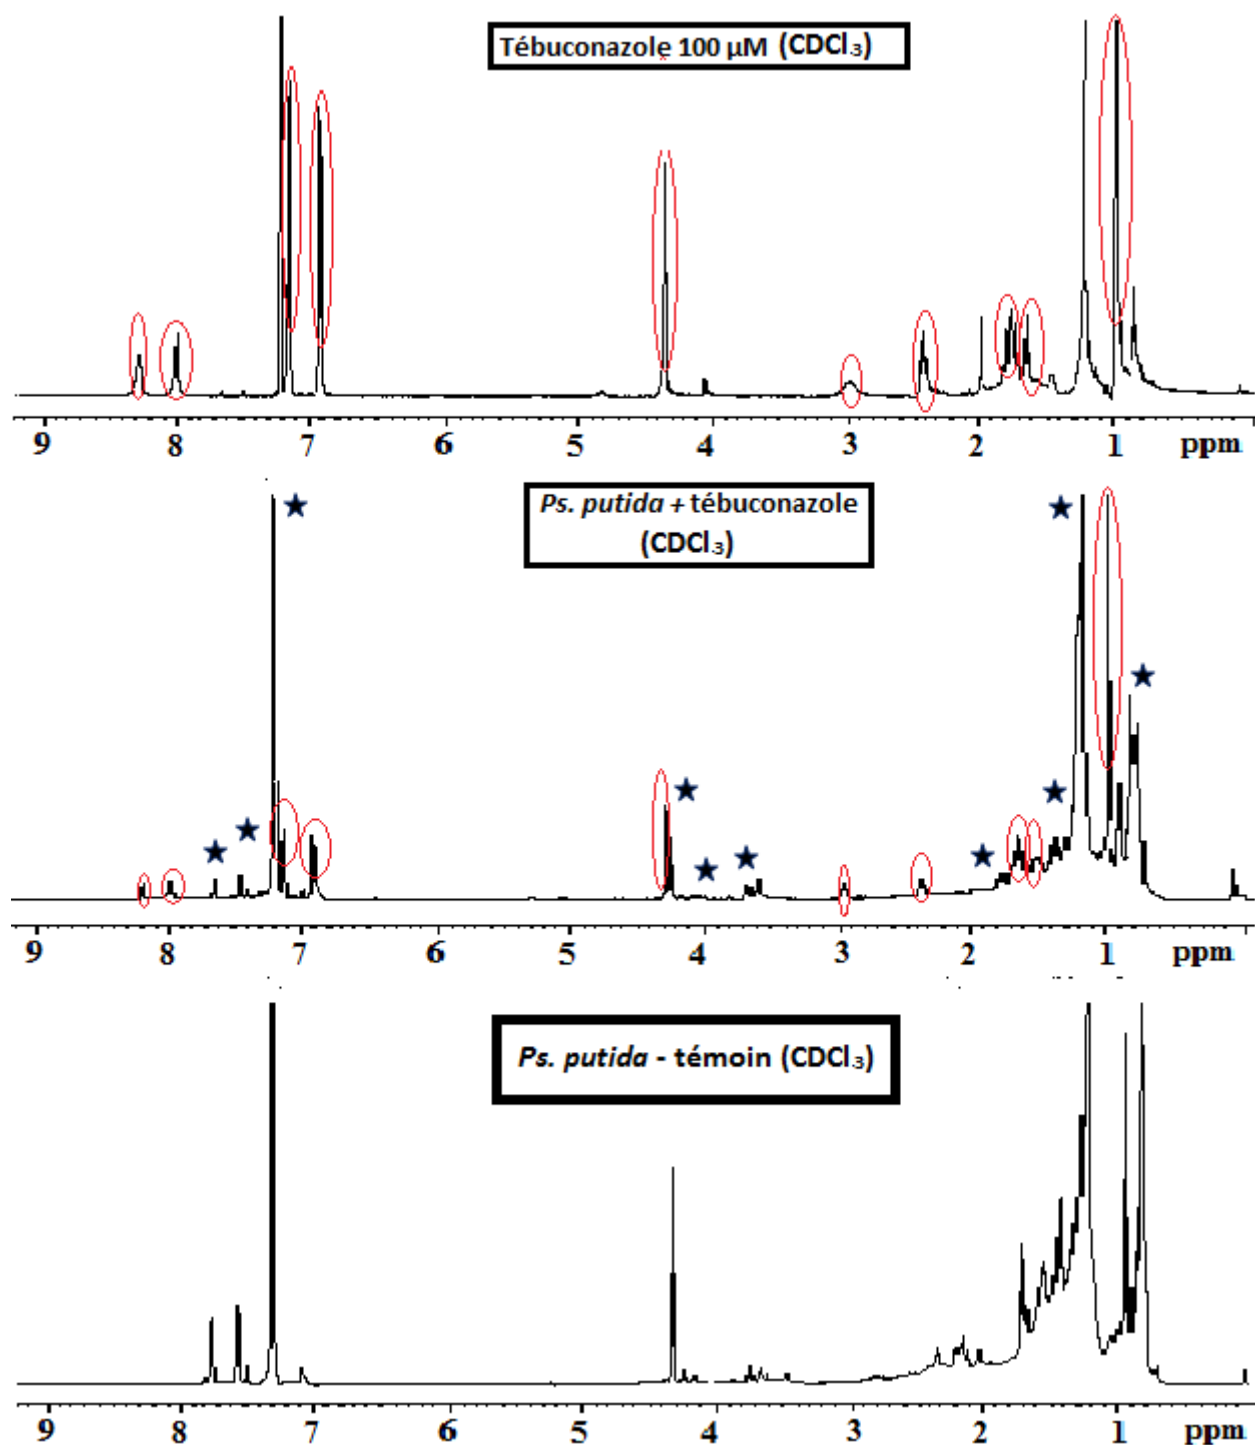 Tébuconazole 100 µM (CDCl₃)
9 8 7 6 5 4 3 2 1 ppm
Ps. putida + tébuconazole
(CDCl₃)
9 8 7 6 5 4 3 2 1 ppm
Ps. putida - témoin (CDCl₃)
9 8 7 6 5 4 3 2 1 ppm